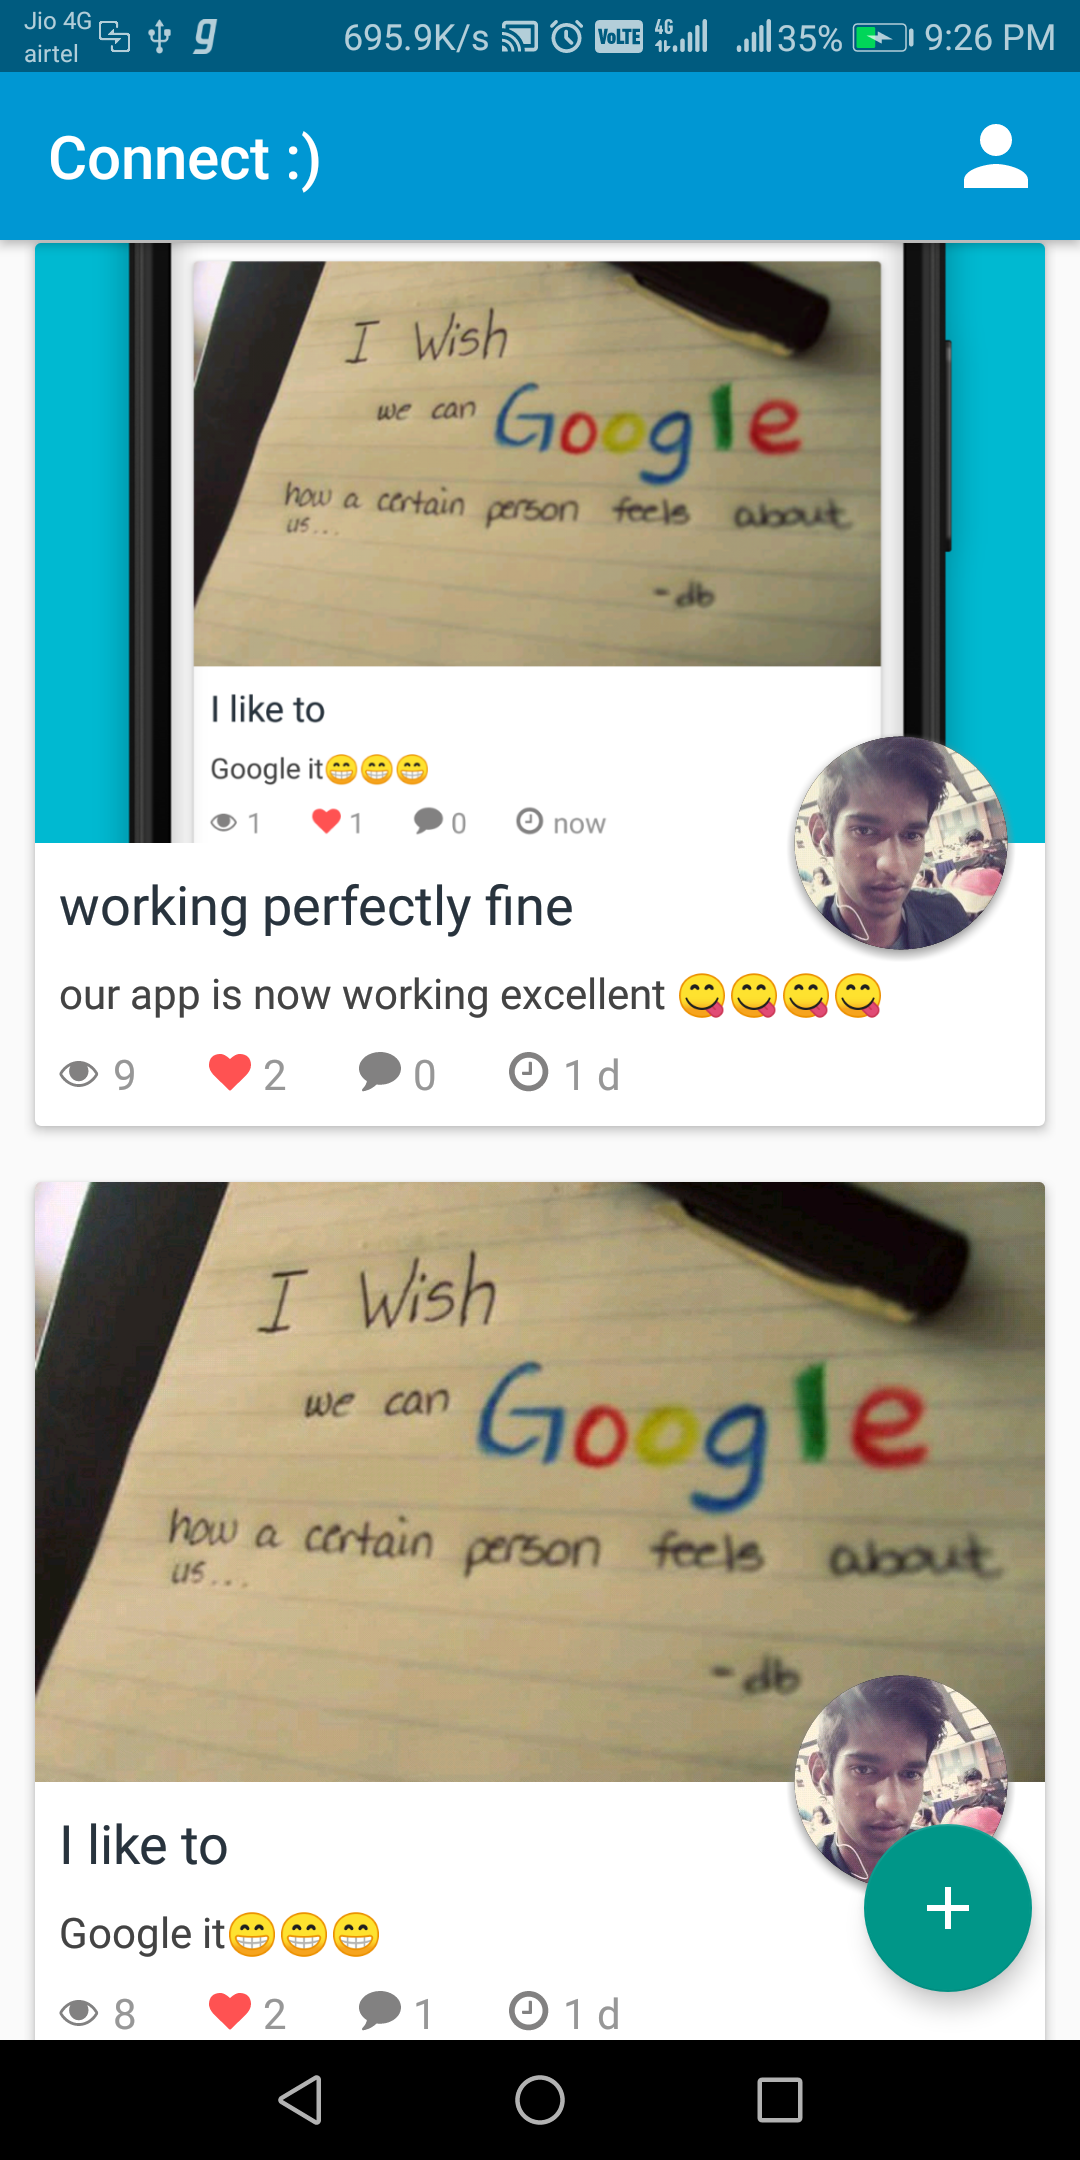 Jio 4G
airtel
g
695.9K/s VoLTE 4G 35% 9:26 PM
Connect :)
I Wish
we can Google
how a certain person feels about
us...
-db
I like to
Google it😁😁😁
1 1 0 now
working perfectly fine
our app is now working excellent 😋😋😋😋
9 2 0 1 d
I Wish
we can Google
how a certain person feels about
us...
-db
I like to
Google it😁😁😁
8 2 1 1 d